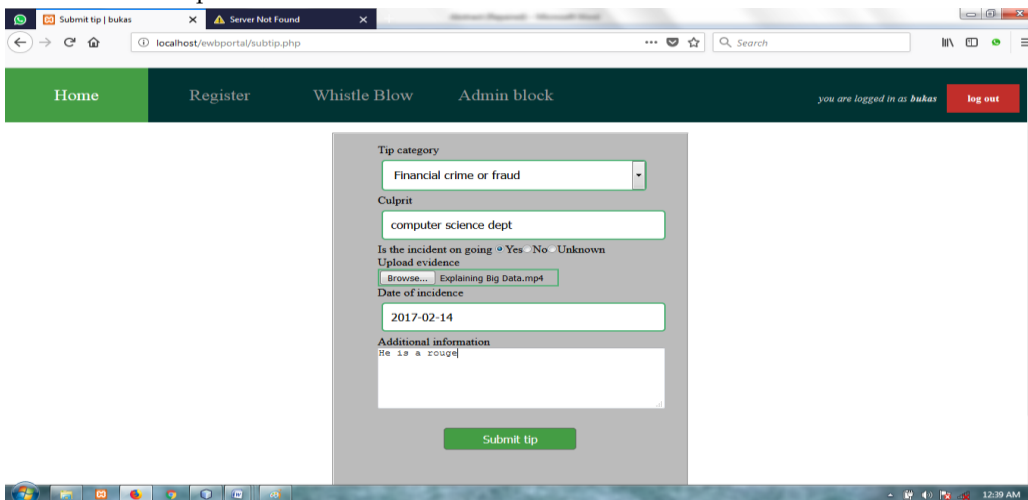 Submit tip | bukas
Server Not Found
localhost/ewbportal/subtip.php
Search
Home
Register
Whistle Blow
Admin block
you are logged in as bukas
log out
Tip category
Financial crime or fraud
Culprit
computer science dept
Is the incident on going Yes No Unknown
Upload evidence
Browse... Explaining Big Data.mp4
Date of incidence
2017-02-14
Additional information
He is a rouge
Submit tip
12:39 AM